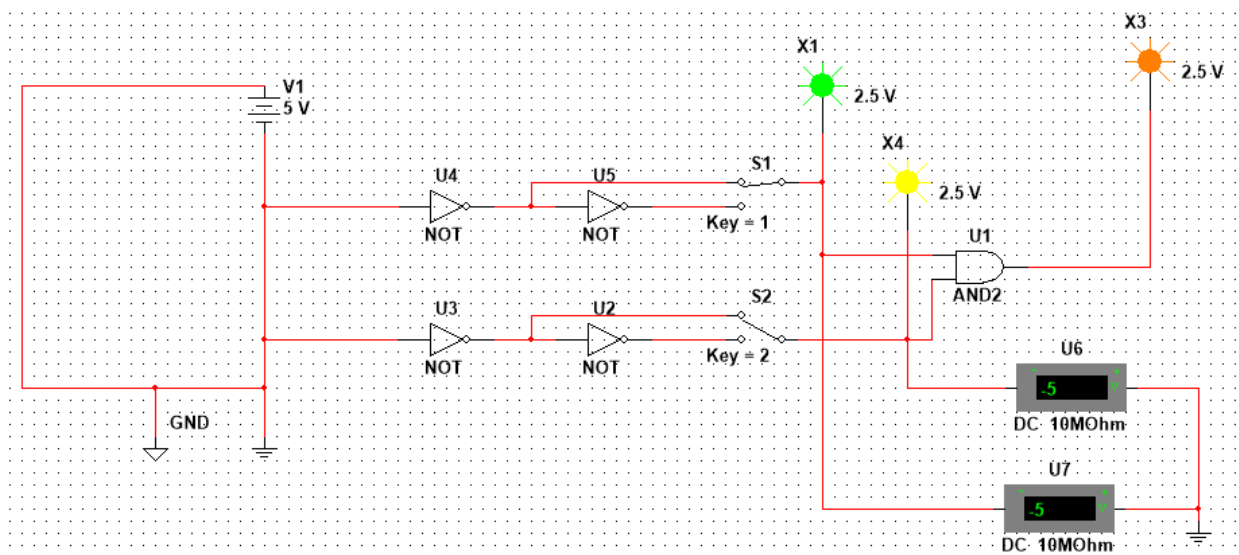 X3
2.5 V
X1
2.5 V
V1
5 V
X4
2.5 V
S1
U4
U5
NOT
NOT
Key = 1
U1
AND2
S2
U3
U2
NOT
NOT
Key = 2
U6
- +
-5 V
DC 10MOhm
GND
U7
- +
-5 V
DC 10MOhm